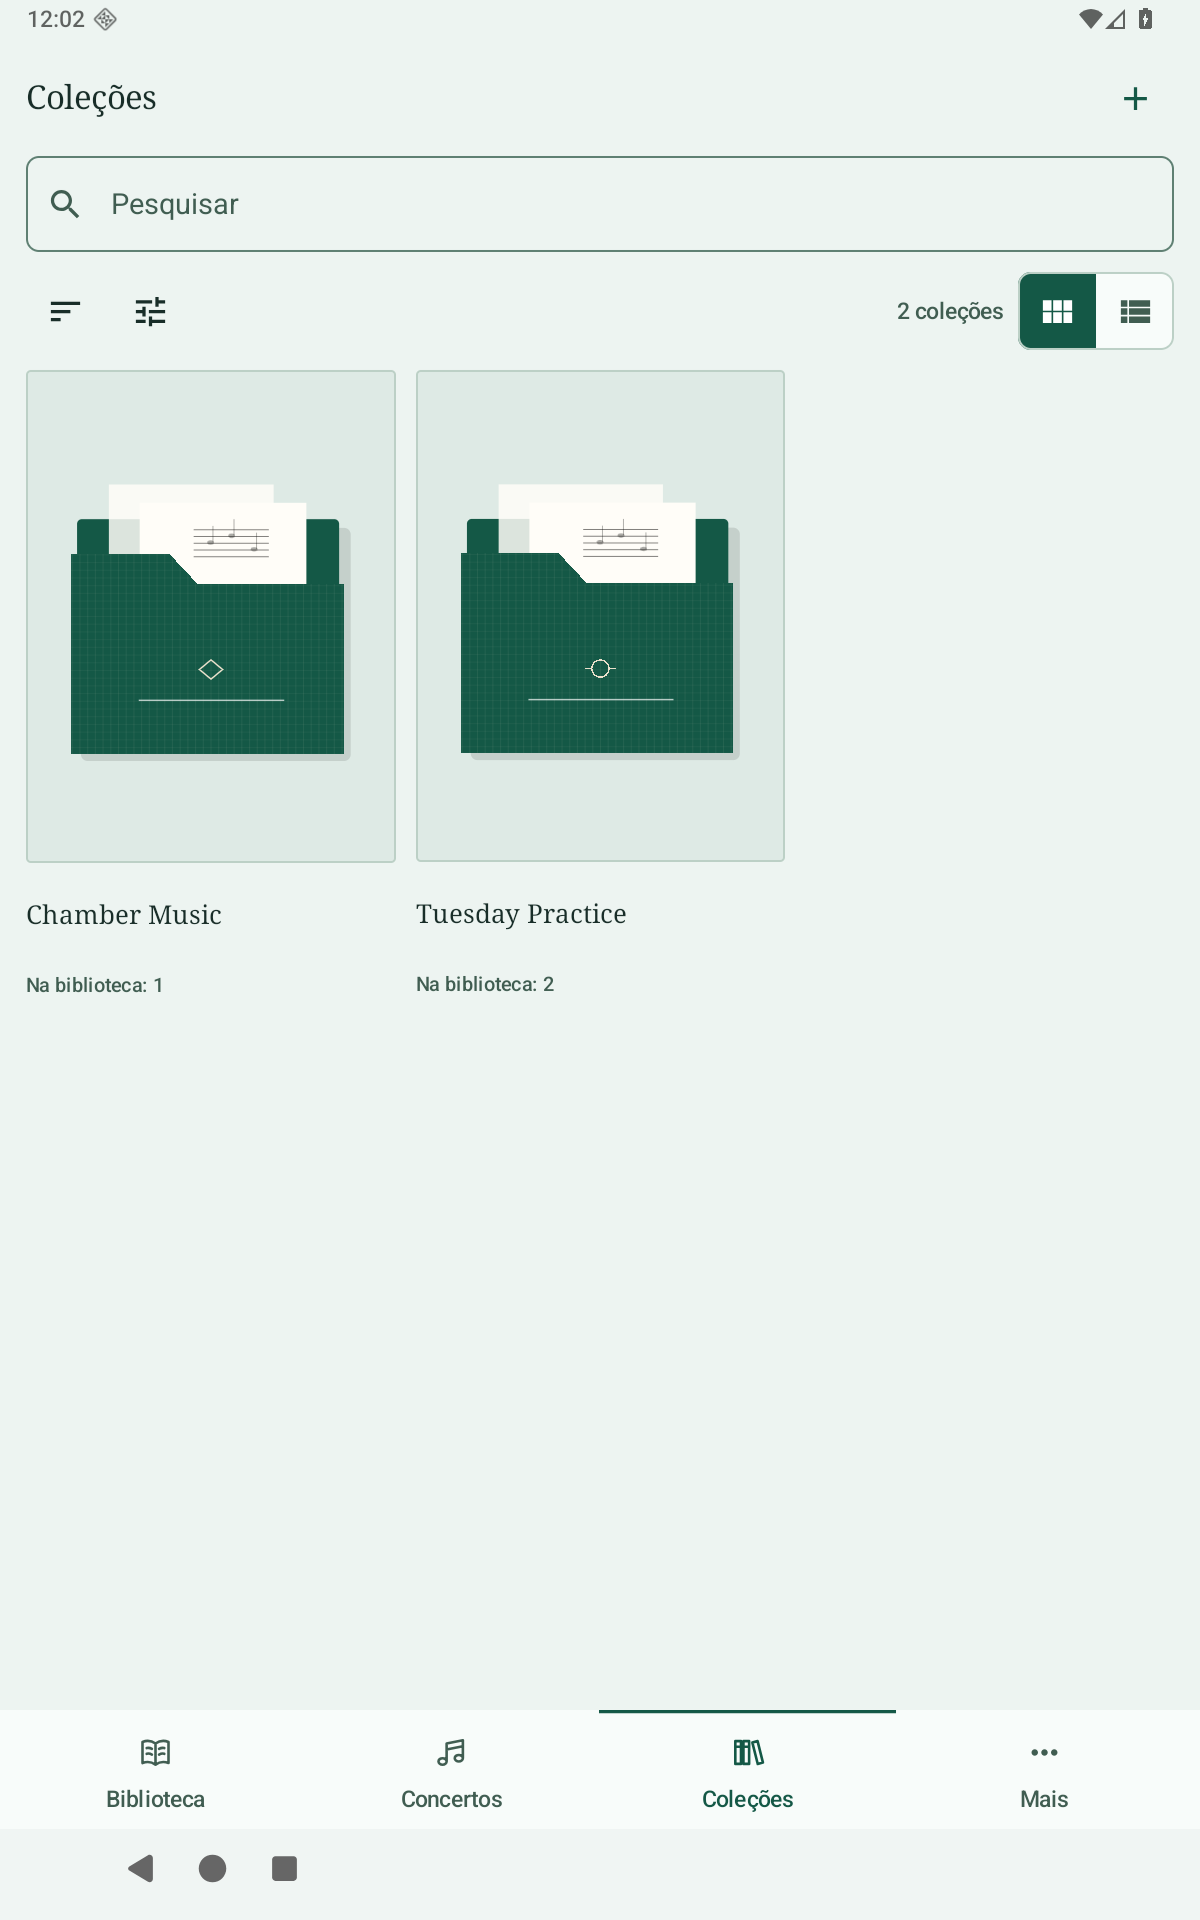 12:02
Coleções
Pesquisar
2 coleções
Chamber Music
Tuesday Practice
Na biblioteca: 1
Na biblioteca: 2
Biblioteca
Concertos
Coleções
Mais